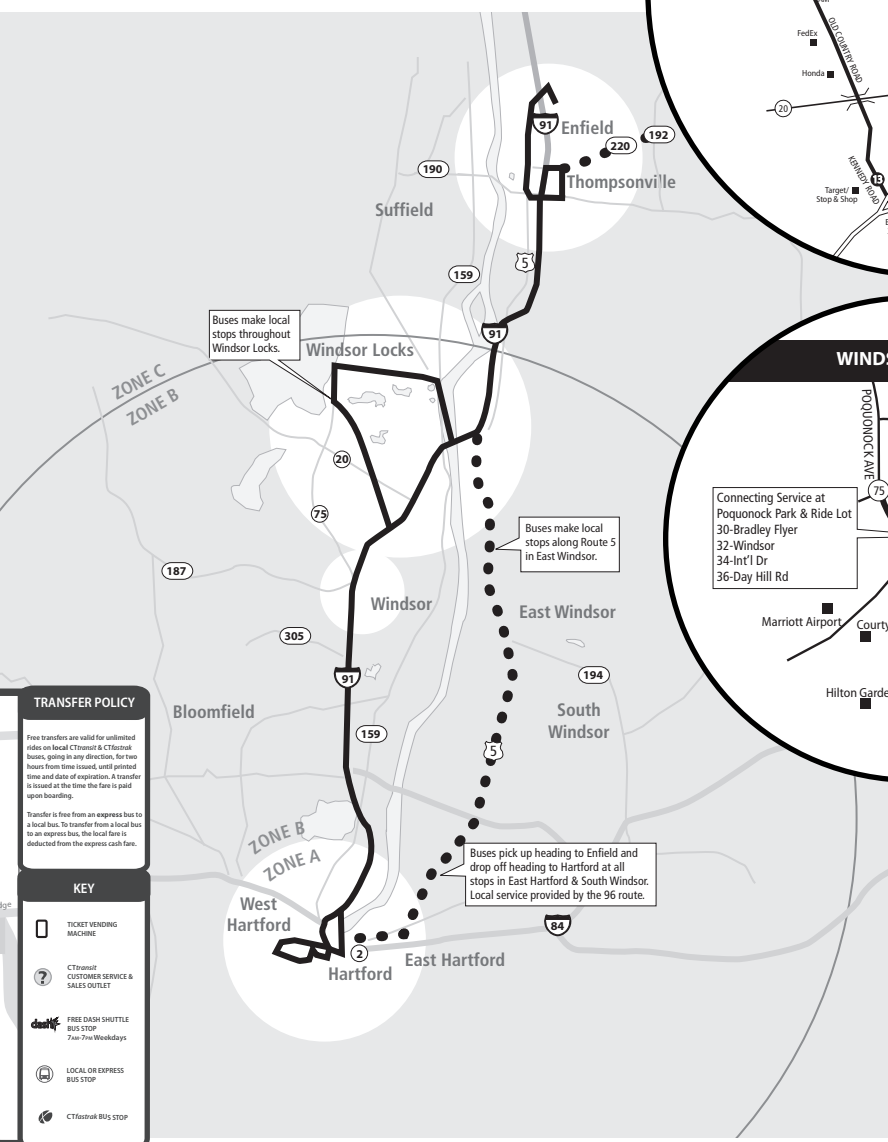 OLD COUNTRY ROAD
FedEx
Honda
20
KENNEDY ROAD
13
Target/
Stop & Shop
91
Enfield
220
192
190
Thompsonville
Suffield
159
5
91
Buses make local
stops throughout
Windsor Locks.
Windsor Locks
ZONE C
ZONE B
20
75
WINDS
POQUONOCK AVE
75
Connecting Service at
Poquonock Park & Ride Lot
30-Bradley Flyer
32-Windsor
34-Int'l Dr
36-Day Hill Rd
Marriott Airport
Courty
Hilton Garde
Buses make local
stops along Route 5
in East Windsor.
187
Windsor
East Windsor
305
91
194
Bloomfield
South
Windsor
159
5
ZONE B
ZONE A
Buses pick up heading to Enfield and
drop off heading to Hartford at all
stops in East Hartford & South Windsor.
Local service provided by the 96 route.
West
Hartford
84
2
East Hartford
Hartford
TRANSFER POLICY
Free transfers are valid for unlimited
rides on local CTtransit & CTfastrak
buses, going in any direction, for two
hours from time issued, until printed
time and date of expiration. A transfer
is issued at the time the fare is paid
upon boarding.
Transfer is free from an express bus to
a local bus. To transfer from a local bus
to an express bus, the local fare is
deducted from the express cash fare.
KEY
dge
TICKET VENDING
MACHINE
?
CTtransit
CUSTOMER SERVICE &
SALES OUTLET
dash
FREE DASH SHUTTLE
BUS STOP
7AM-7PM Weekdays
LOCAL OR EXPRESS
BUS STOP
CTfastrak BUS STOP